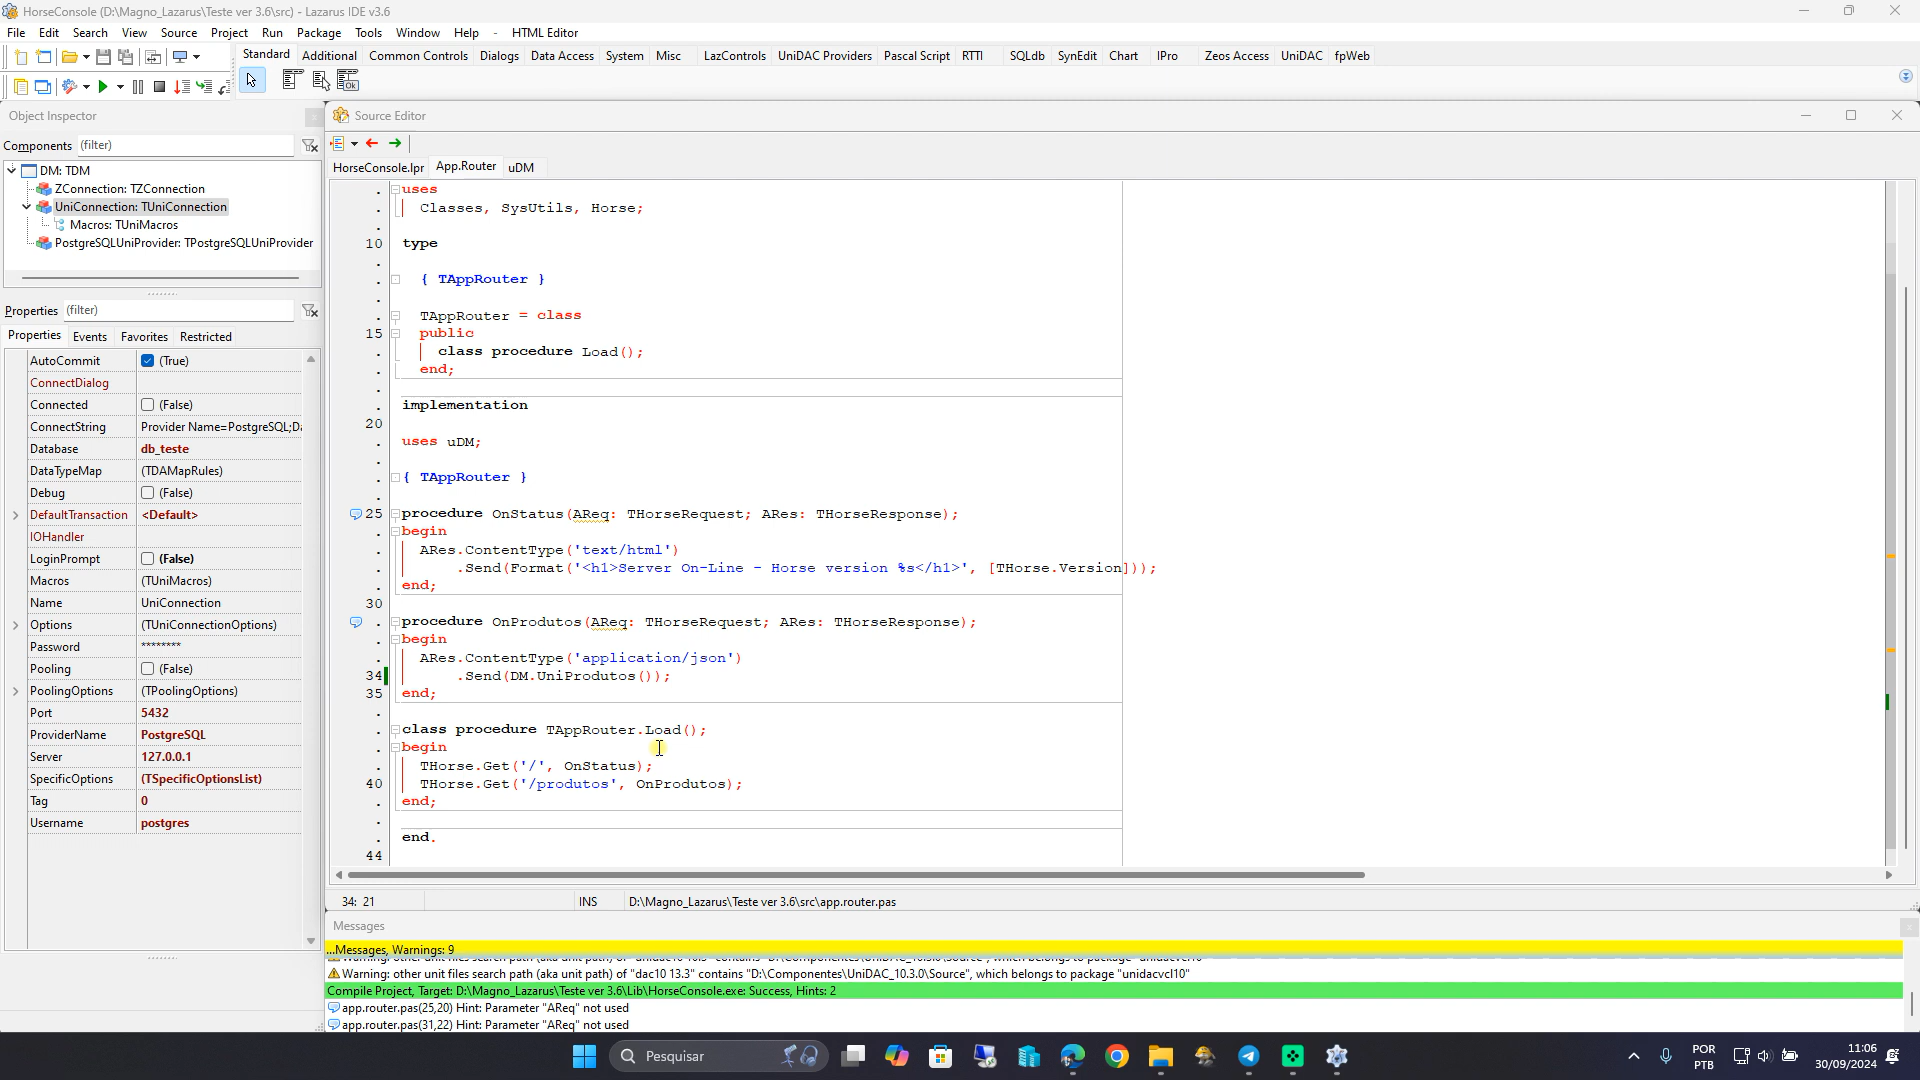 HorseConsole (D:\Magno_Lazarus\Teste ver 3.6\src) - Lazarus IDE v3.6
File Edit Search View Source Project Run Package Tools Window Help - HTML Editor
Standard Additional Common Controls Dialogs Data Access System Misc LazControls UniDAC Providers Pascal Script RTTI SQLdb SynEdit Chart IPro Zeos Access UniDAC fpWeb
Object Inspector
Components (filter)
DM: TDM
ZConnection: TZConnection
UniConnection: TUniConnection
Macros: TUniMacros
PostgreSQLUniProvider: TPostgreSQLUniProvider
Properties (filter)
Properties Events Favorites Restricted
AutoCommit (True)
ConnectDialog
Connected (False)
ConnectString Provider Name=PostgreSQL;Da
Database db_teste
DataTypeMap (TDAMapRules)
Debug (False)
DefaultTransaction <Default>
IOHandler
LoginPrompt (False)
Macros (TUniMacros)
Name UniConnection
Options (TUniConnectionOptions)
Password ********
Pooling (False)
PoolingOptions (TPoolingOptions)
Port 5432
ProviderName PostgreSQL
Server 127.0.0.1
SpecificOptions (TSpecificOptionsList)
Tag 0
Username postgres
Source Editor
HorseConsole.lpr App.Router uDM
uses
Classes, SysUtils, Horse;
10 type
{ TAppRouter }
TAppRouter = class
15 public
class procedure Load();
end;
implementation
20
uses uDM;
{ TAppRouter }
25 procedure OnStatus(AReq: THorseRequest; ARes: THorseResponse);
begin
ARes.ContentType('text/html')
.Send(Format('<h1>Server On-Line - Horse version %s</h1>', [THorse.Version]));
end;
30
procedure OnProdutos(AReq: THorseRequest; ARes: THorseResponse);
begin
ARes.ContentType('application/json')
34 .Send(DM.UniProdutos());
35 end;
class procedure TAppRouter.Load();
begin
THorse.Get('/', OnStatus);
40 THorse.Get('/produtos', OnProdutos);
end;
end.
44
34: 21 INS D:\Magno_Lazarus\Teste ver 3.6\src\app.router.pas
Messages
...Messages, Warnings: 9
Warning: other unit files search path (aka unit path) of "dac10 13.3" contains "D:\Componentes\UniDAC_10.3.0\Source", which belongs to package "unidacvcl10"
Compile Project, Target: D:\Magno_Lazarus\Teste ver 3.6\Lib\HorseConsole.exe: Success, Hints: 2
app.router.pas(25,20) Hint: Parameter "AReq" not used
app.router.pas(31,22) Hint: Parameter "AReq" not used
Pesquisar
POR
PTB
11:06
30/09/2024